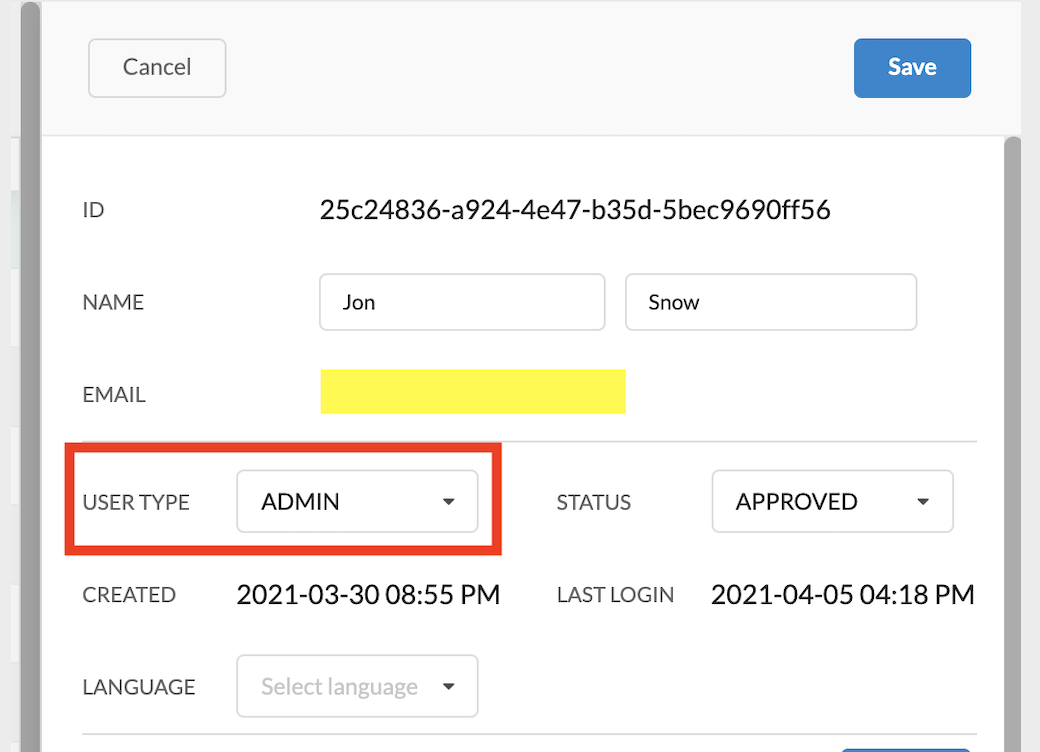 Cancel Save
ID 25c24836-a924-4e47-b35d-5bec9690ff56
NAME Jon Snow
EMAIL
USER TYPE ADMIN STATUS APPROVED
CREATED 2021-03-30 08:55 PM LAST LOGIN 2021-04-05 04:18 PM
LANGUAGE Select language